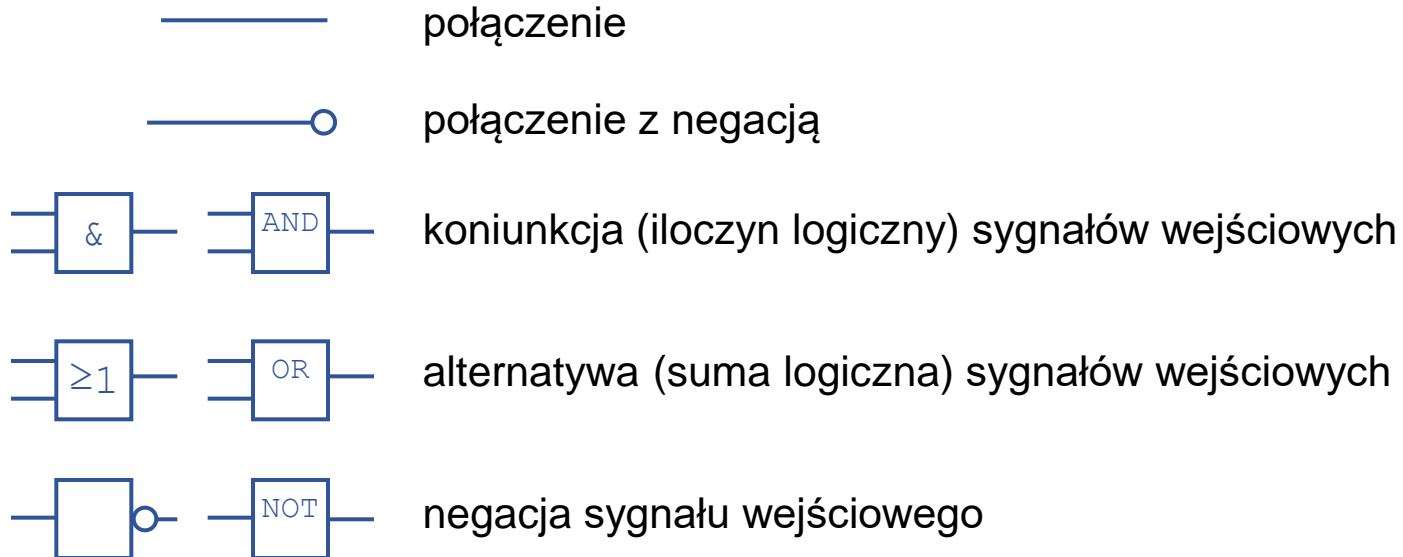 połączenie
połączenie z negacją
& AND koniunkcja (iloczyn logiczny) sygnałów wejściowych
≥1 OR alternatywa (suma logiczna) sygnałów wejściowych
NOT negacja sygnału wejściowego